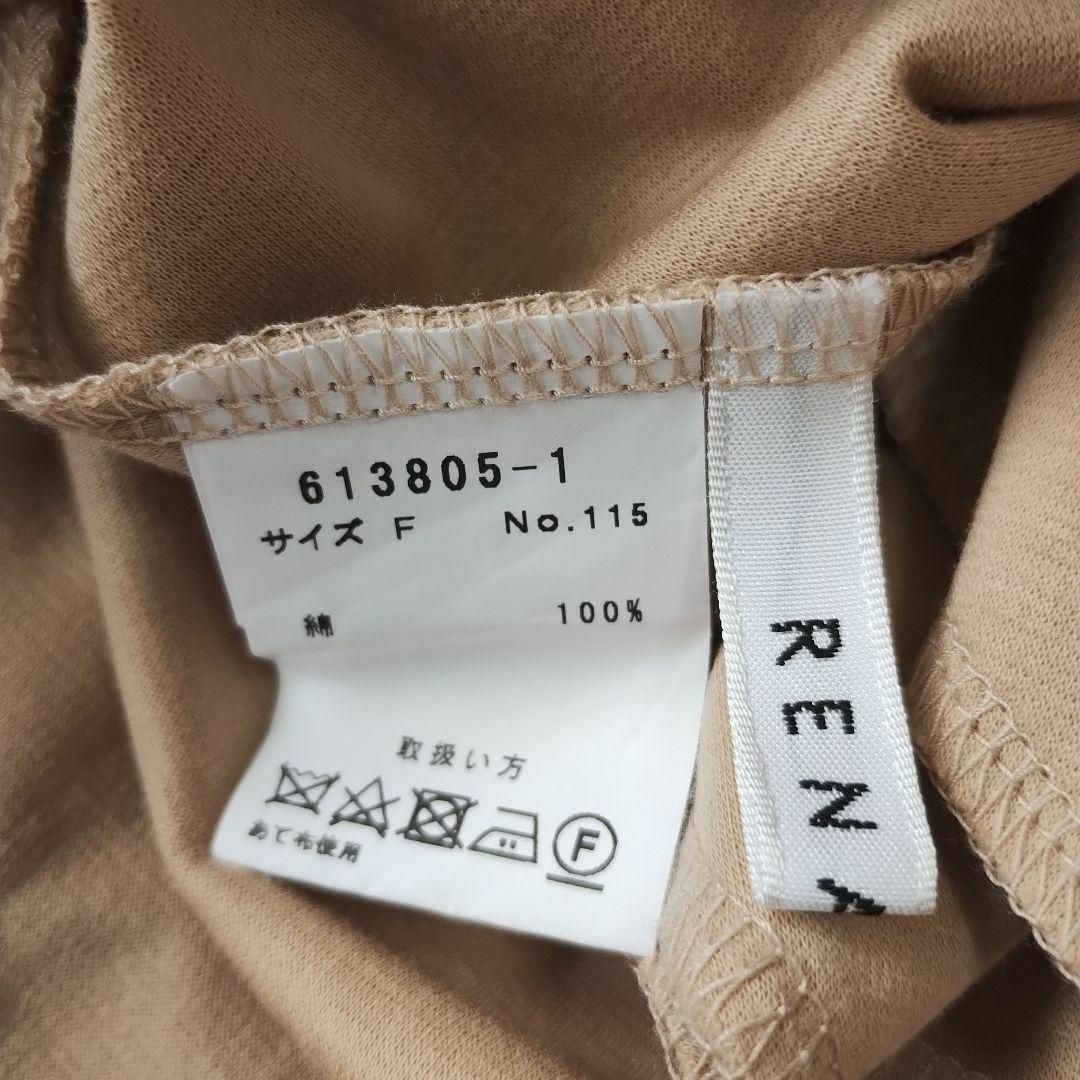 613805-1
サイズ F No.115
綿 100%
取扱い方
F
あて布使用
REN